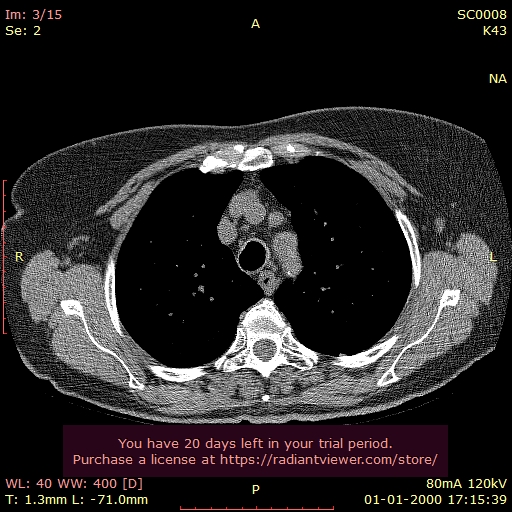 Im: 3/15
Se: 2
A
SC0008
K43
NA
R
L
You have 20 days left in your trial period.
Purchase a license at https://radiantviewer.com/store/
WL: 40 WW: 400 [D]
T: 1.3mm L: -71.0mm
P
80mA 120kV
01-01-2000 17:15:39